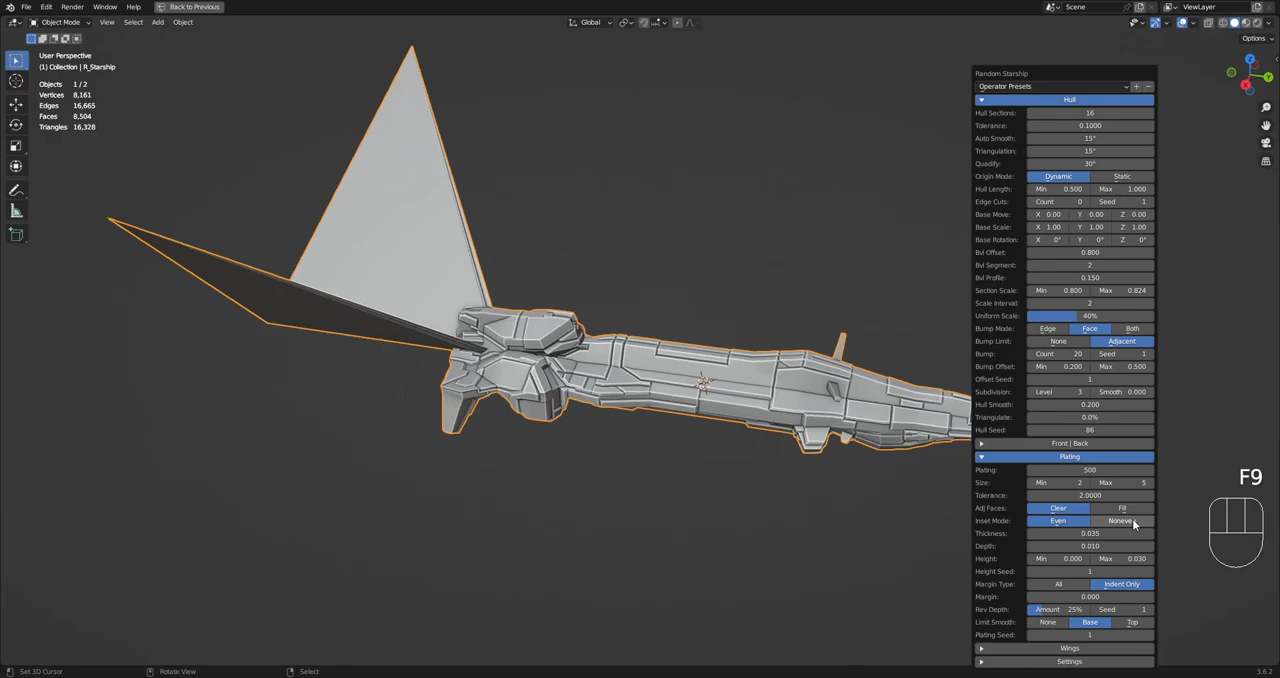 File Edit Render Window Help Back to Previous Scene ViewLayer
Object Mode View Select Add Object Global
Options
User Perspective
(1) Collection | R_Starship
Objects 1 / 2
Vertices 8,161
Edges 16,665
Faces 8,504
Triangles 16,328
Z
Y
X
Random Starship
Operator Presets
Hull
Hull Sections: 16
Tolerance: 0.1000
Auto Smooth: 15°
Triangulation: 15°
Quadify: 30°
Origin Mode: Dynamic Static
Hull Length: Min 0.500 Max 1.000
Edge Cuts: Count 0 Seed 1
Base Move: X 0.00 Y 0.00 Z 0.00
Base Scale: X 1.00 Y 1.00 Z 1.00
Base Rotation: X 0° Y 0° Z 0°
Bvl Offset: 0.800
Bvl Segment: 2
Bvl Profile: 0.150
Section Scale: Min 0.800 Max 0.824
Scale Interval: 2
Uniform Scale: 40%
Bump Mode: Edge Face Both
Bump Limit: None Adjacent
Bump: Count 20 Seed 1
Bump Offset: Min 0.200 Max 0.500
Offset Seed: 1
Subdivision: Level 3 Smooth 0.000
Hull Smooth: 0.200
Triangulate: 0.0%
Hull Seed: 86
Front | Back
Plating
Plating: 500
Size: Min 2 Max 5
Tolerance: 2.0000
Adj Faces: Clear Fill
Inset Mode: Even Noneve
Thickness: 0.035
Depth: 0.010
Height: Min 0.000 Max 0.030
Height Seed: 1
Margin Type: All Indent Only
Margin: 0.000
Rev Depth: Amount 25% Seed 1
Limit Smooth: None Base Top
Plating Seed: 1
Wings
Settings
F9
Set 3D Cursor Rotate View Select 3.6.2